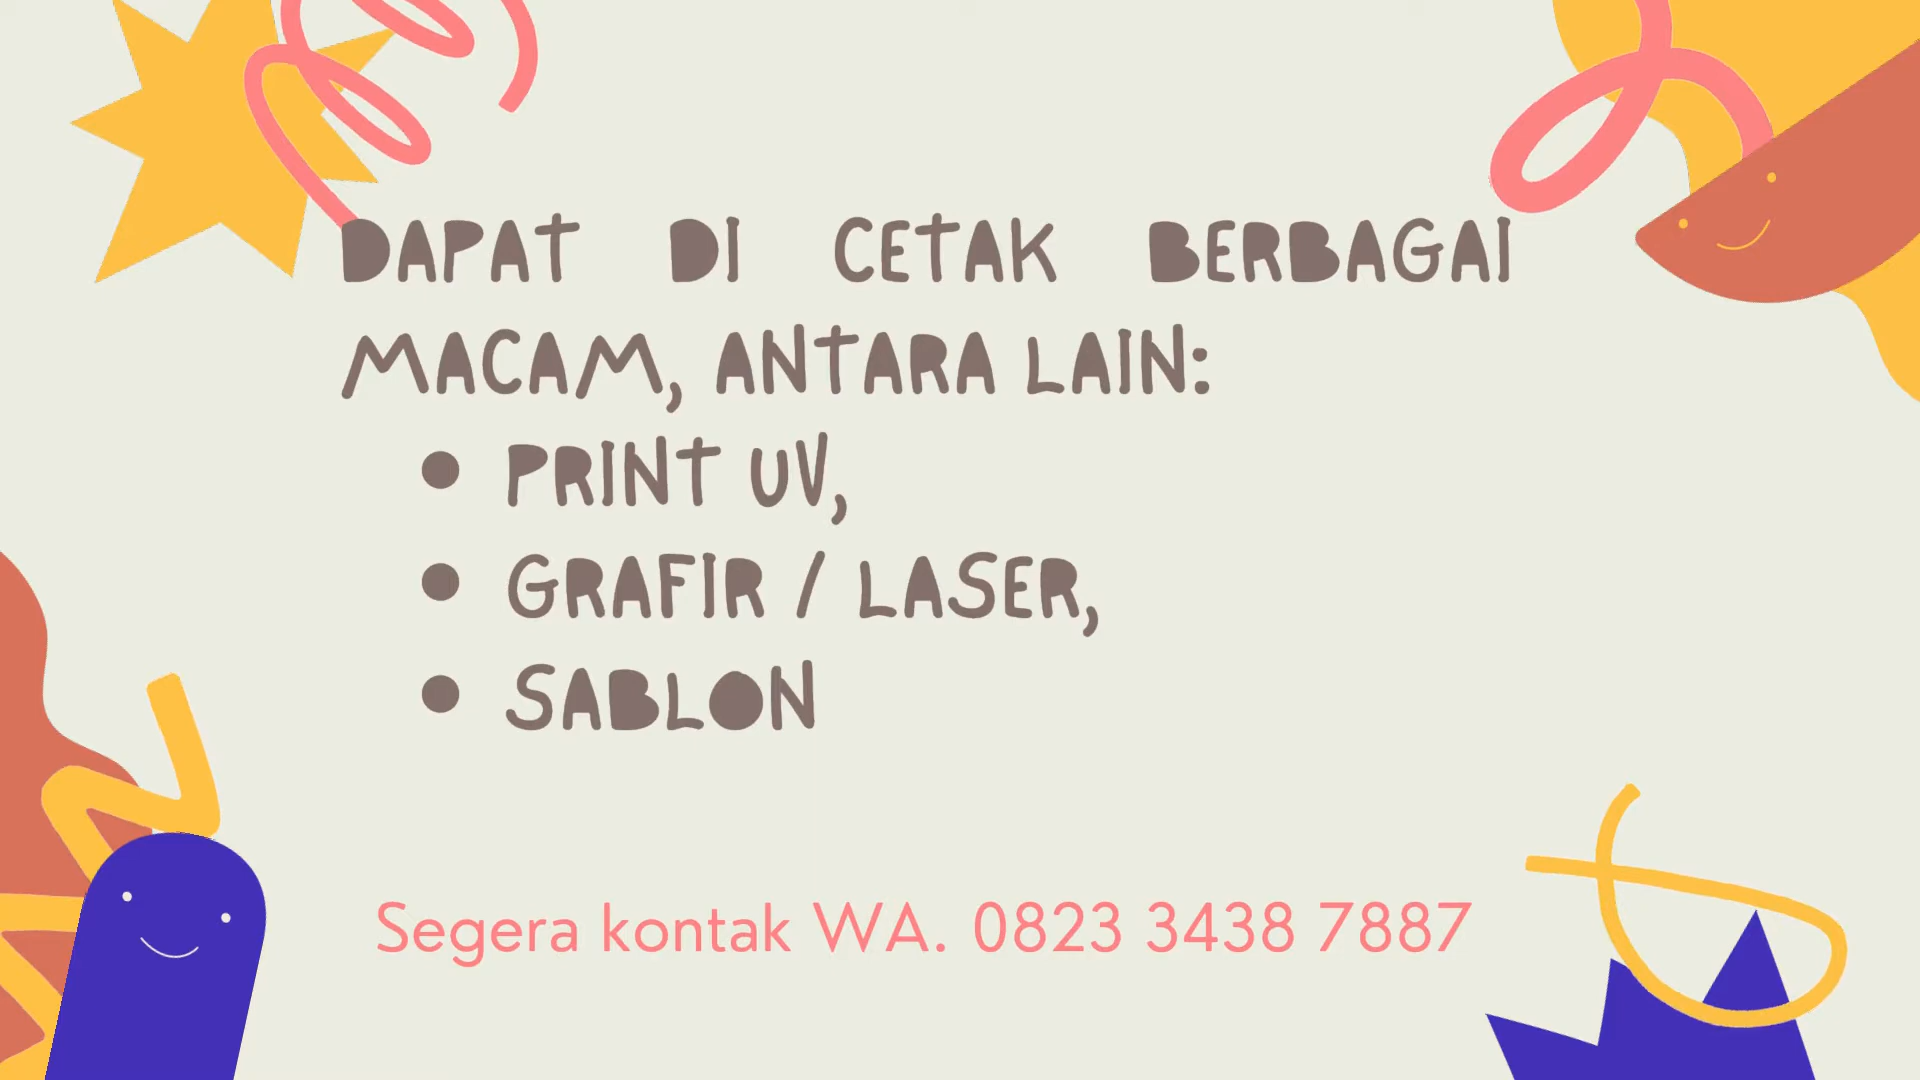 DAPAT DI CETAK BERBAGAI
MACAM, ANTARA LAIN:
• PRINT UV,
• GRAFIR / LASER,
• SABLON
Segera kontak WA. 0823 3438 7887